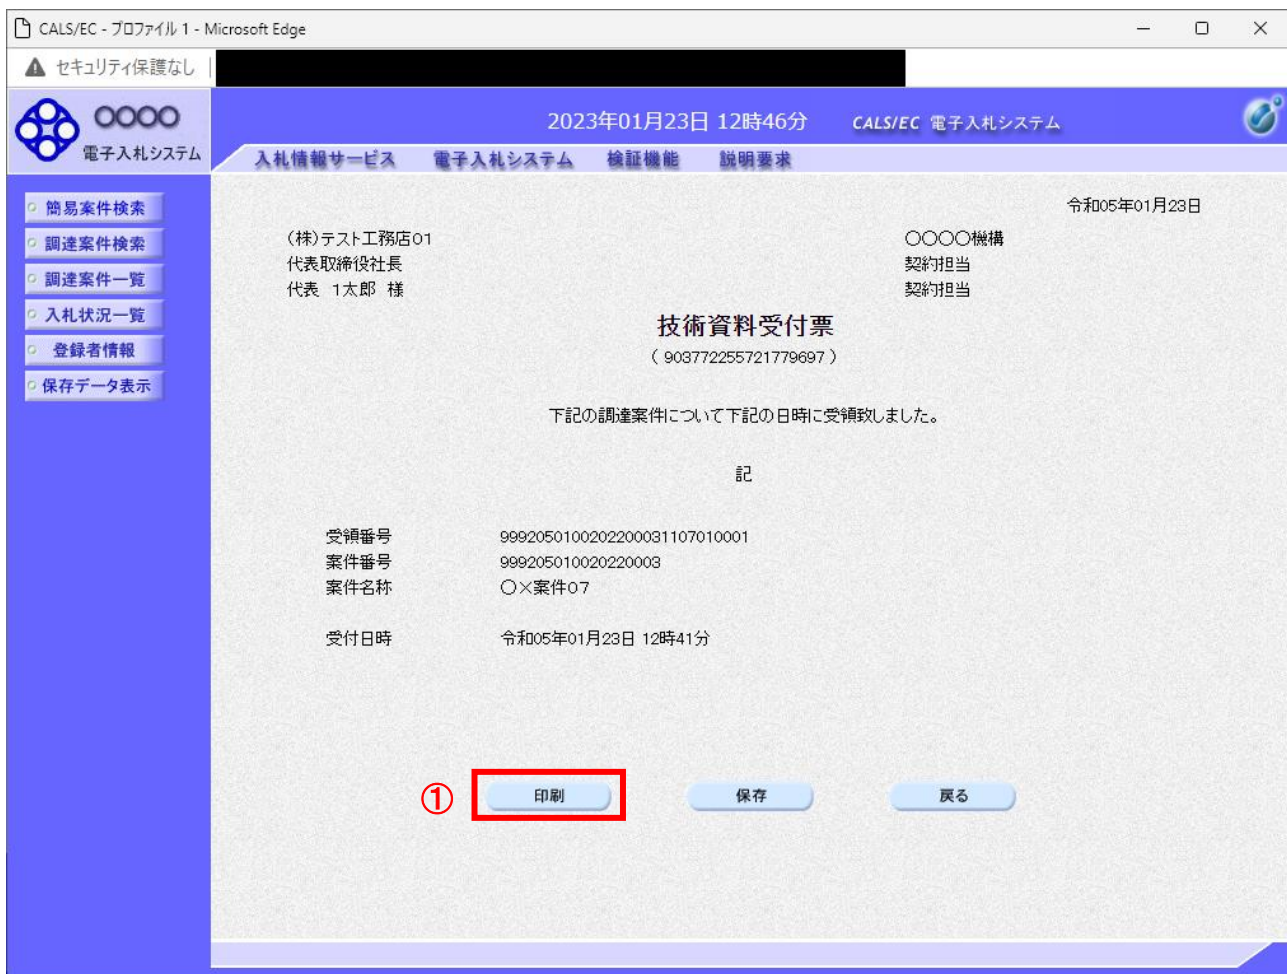 CALS/EC - プロファイル 1 - Microsoft Edge
セキュリティ保護なし
〇〇〇〇
電子入札システム
2023年01月23日 12時46分 CALS/EC 電子入札システム
入札情報サービス 電子入札システム 検証機能 説明要求
簡易案件検索
調達案件検索
調達案件一覧
入札状況一覧
登録者情報
保存データ表示
令和05年01月23日
(株)テスト工務店01
代表取締役社長
代表 1太郎 様
〇〇〇〇機構
契約担当
契約担当
技術資料受付票
( 903772255721779697 )
下記の調達案件について下記の日時に受領致しました。
記
受領番号 9992050100202200031107010001
案件番号 999205010020220003
案件名称 〇×案件07
受付日時 令和05年01月23日 12時41分
① 印刷 保存 戻る